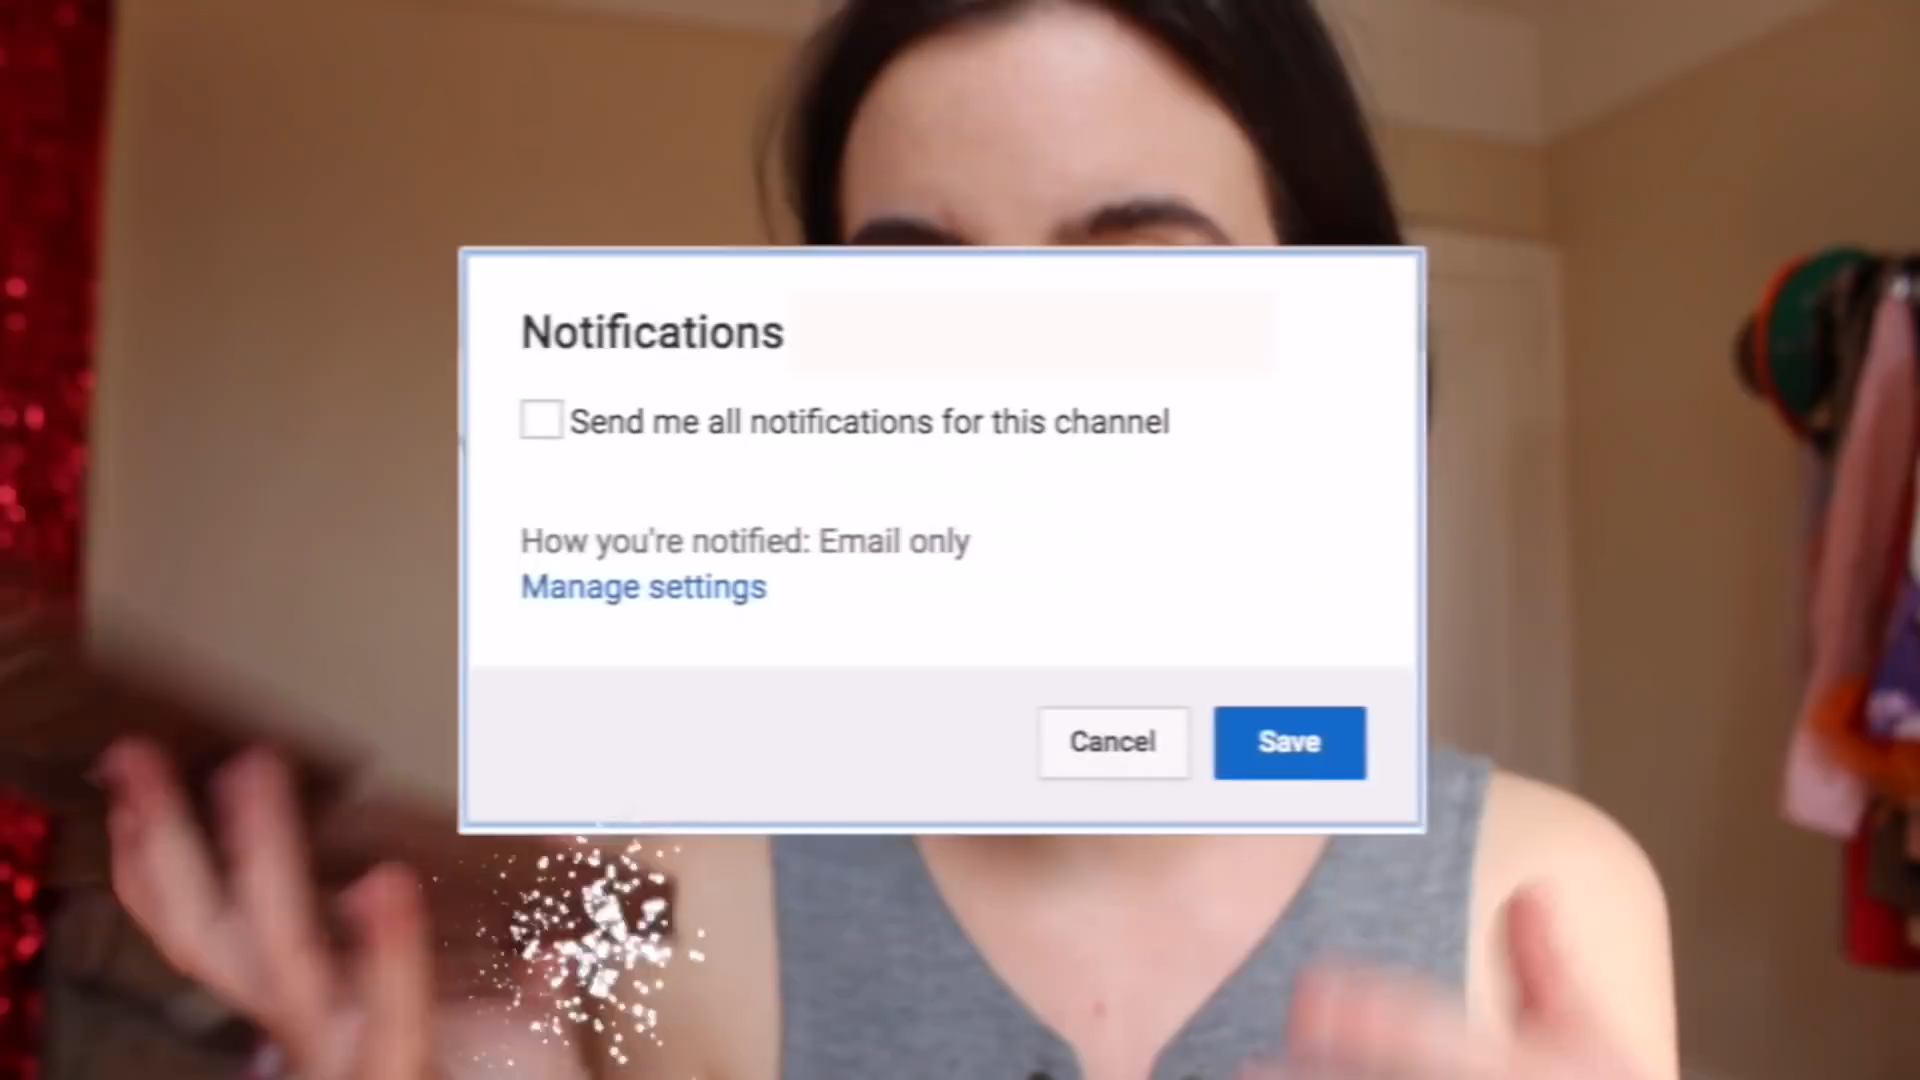 Notifications
Send me all notifications for this channel
How you're notified: Email only
Manage settings
Cancel
Save